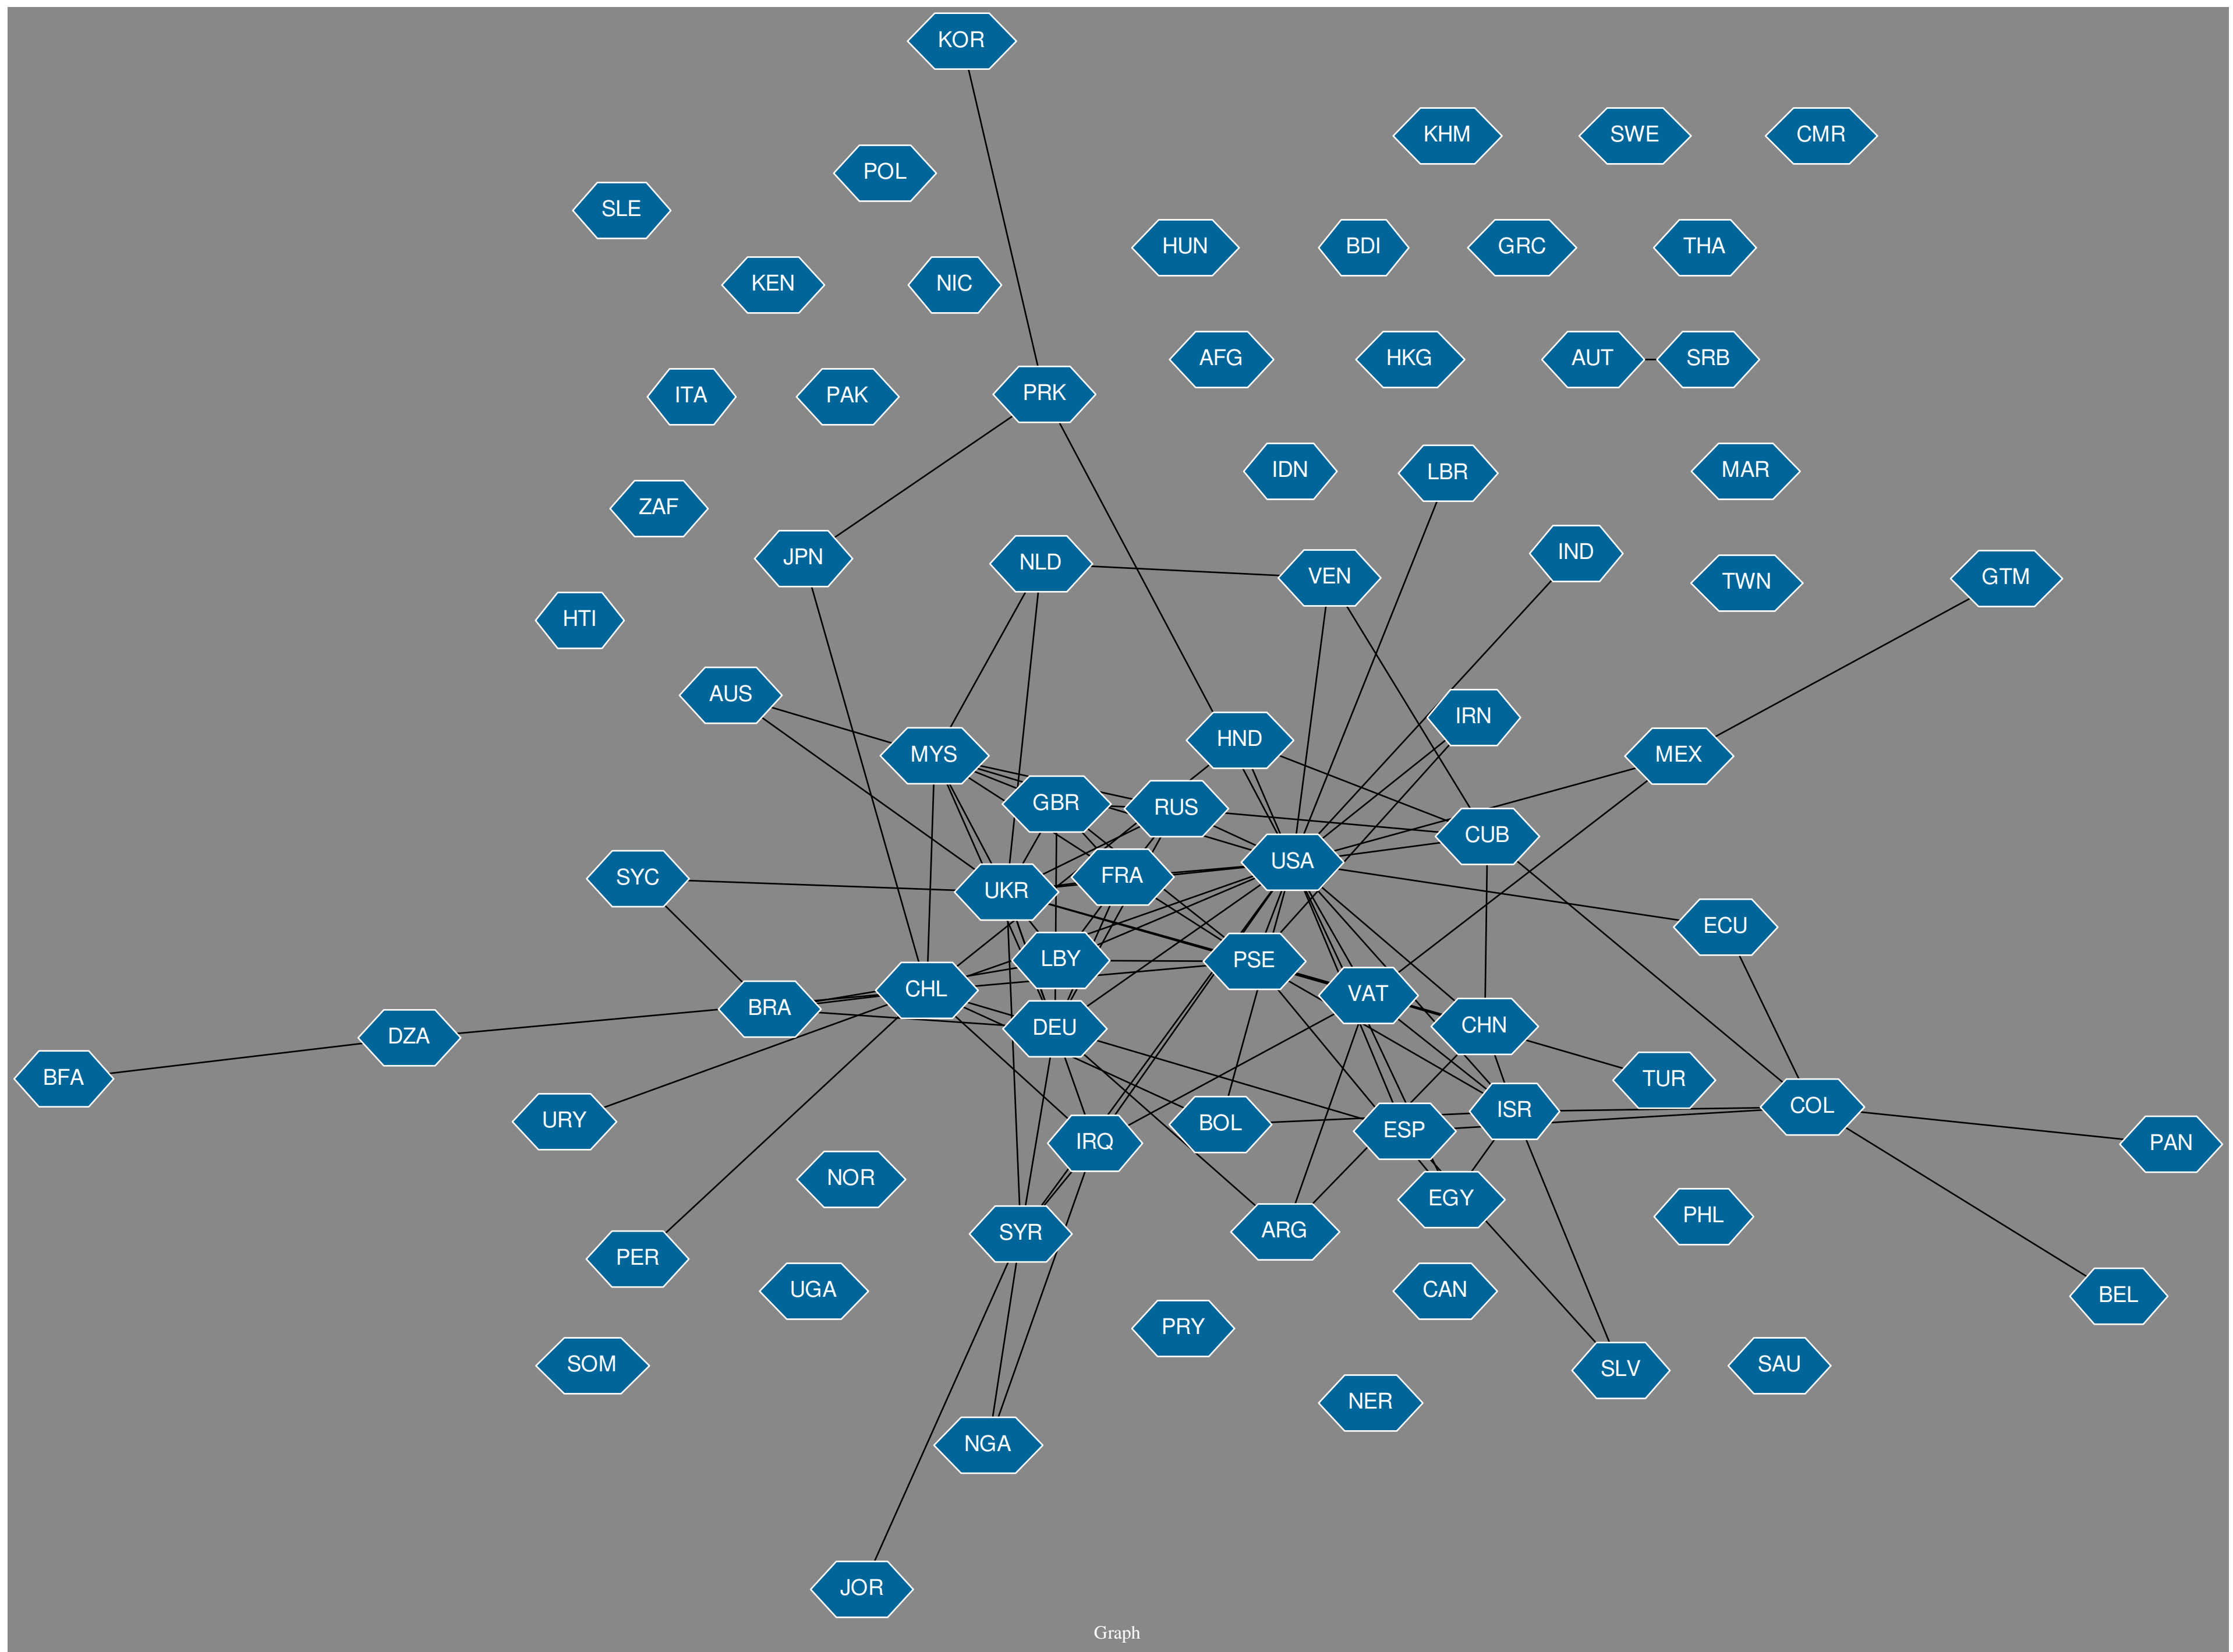 KOR
KHM SWE CMR
POL
SLE
HUN BDI GRC THA
KEN NIC
AFG HKG AUT SRB
ITA PAK PRK
IDN LBR MAR
ZAF
JPN NLD VEN IND TWN GTM
HTI
AUS
MYS HND IRN MEX
GBR RUS CUB
SYC UKR FRA USA
ECU
CHL LBY PSE VAT
DZA BRA DEU CHN
BFA TUR
URY IRQ BOL ESP ISR COL PAN
NOR EGY PHL
PER SYR ARG
UGA CAN BEL
PRY
SOM SLV SAU
NER
NGA
JOR
Graph